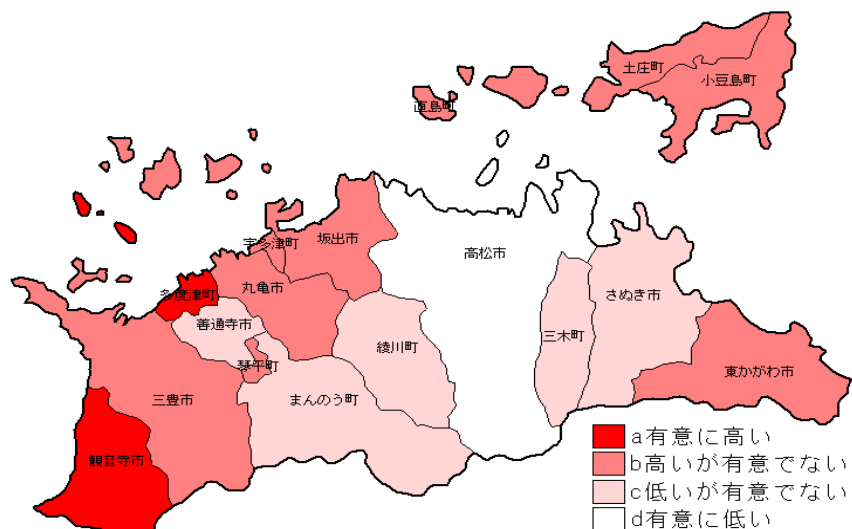 土庄町
小豆島町
直島町
宇多津町
坂出市
高松市
多度津町
丸亀市
さぬき市
善通寺市
三木町
綾川町
琴平町
東かがわ市
三豊市
まんのう町
観音寺市
a有意に高い
b高いが有意でない
c低いが有意でない
d有意に低い